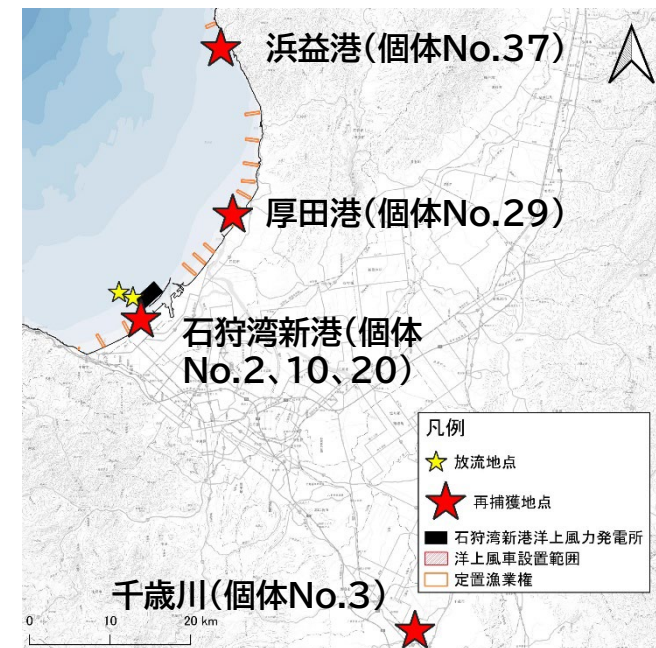 浜益港(個体No.37)
厚田港(個体No.29)
石狩湾新港(個体
No.2、10、20)
凡例
放流地点
再捕獲地点
石狩湾新港洋上風力発電所
洋上風車設置範囲
定置漁業権
千歳川(個体No.3)
0 10 20 km